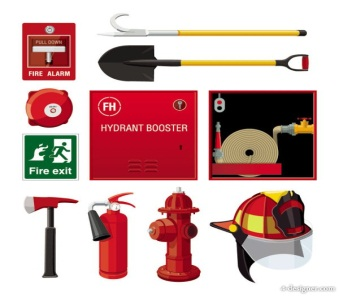 PULL DOWN
FIRE ALARM
FH
HYDRANT BOOSTER
Fire exit